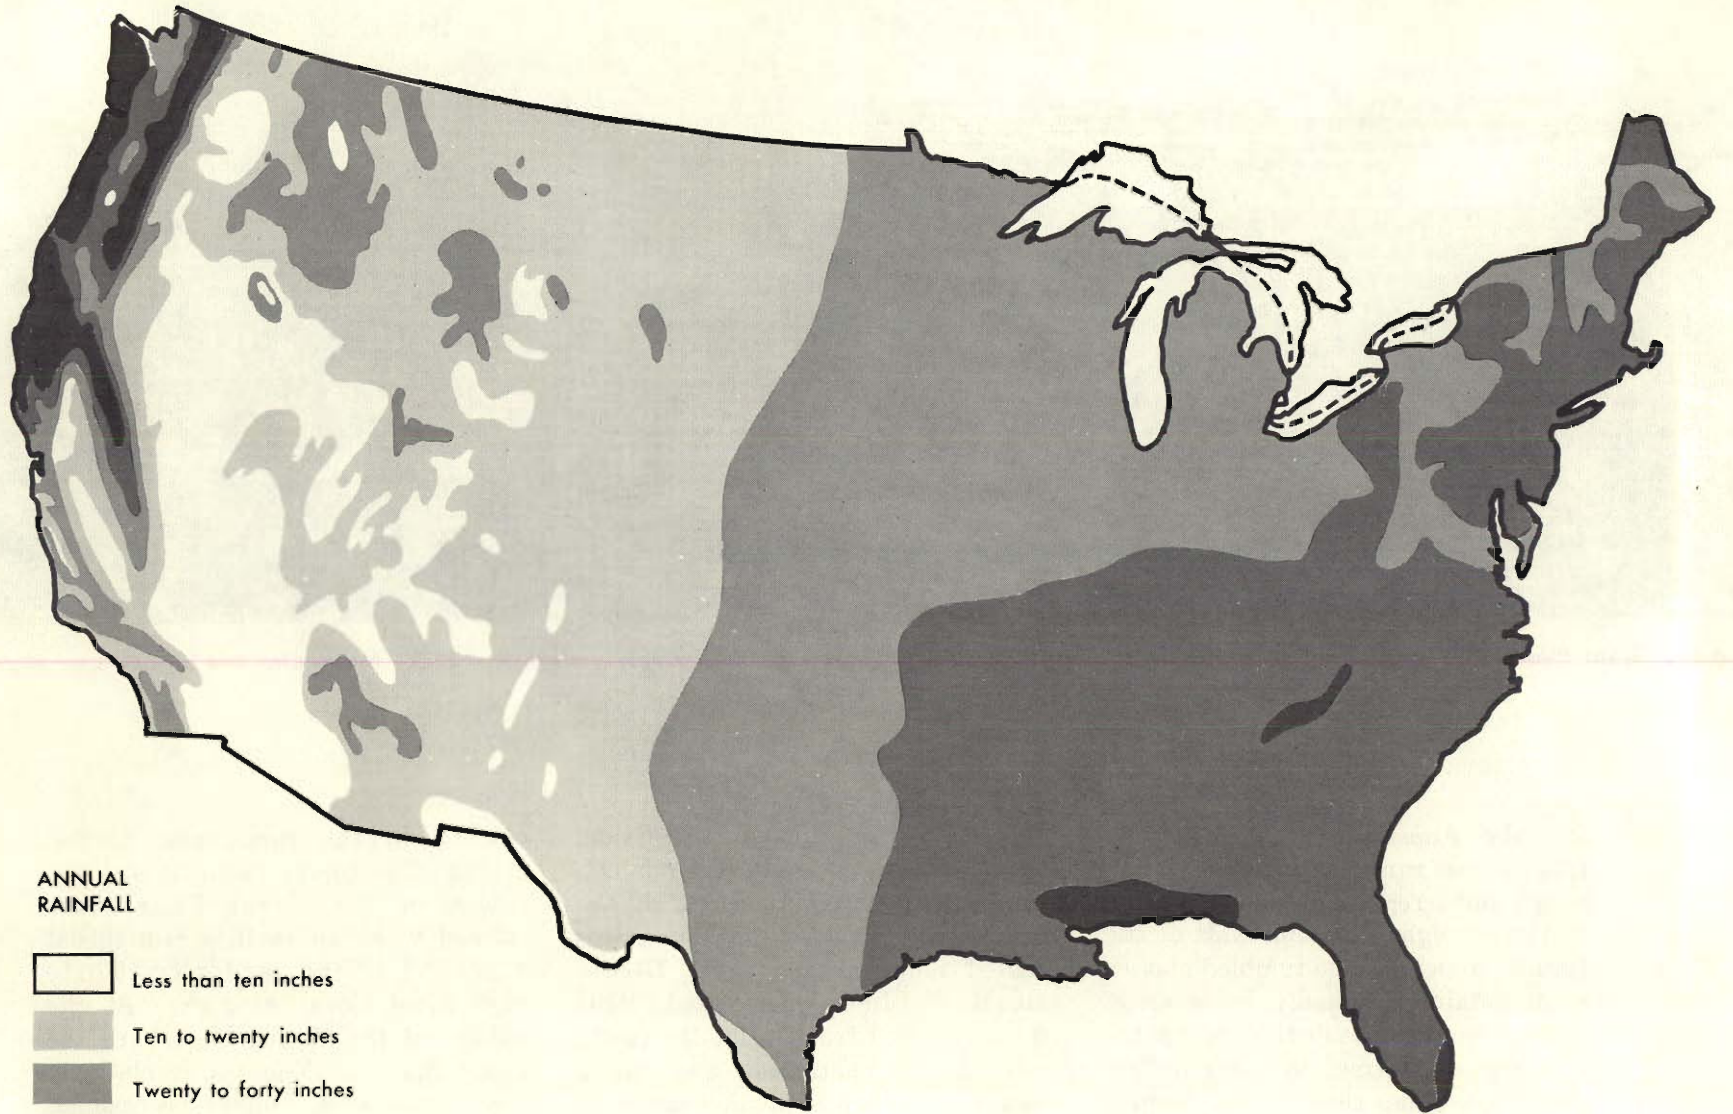 ANNUAL
RAINFALL
Less than ten inches
Ten to twenty inches
Twenty to forty inches